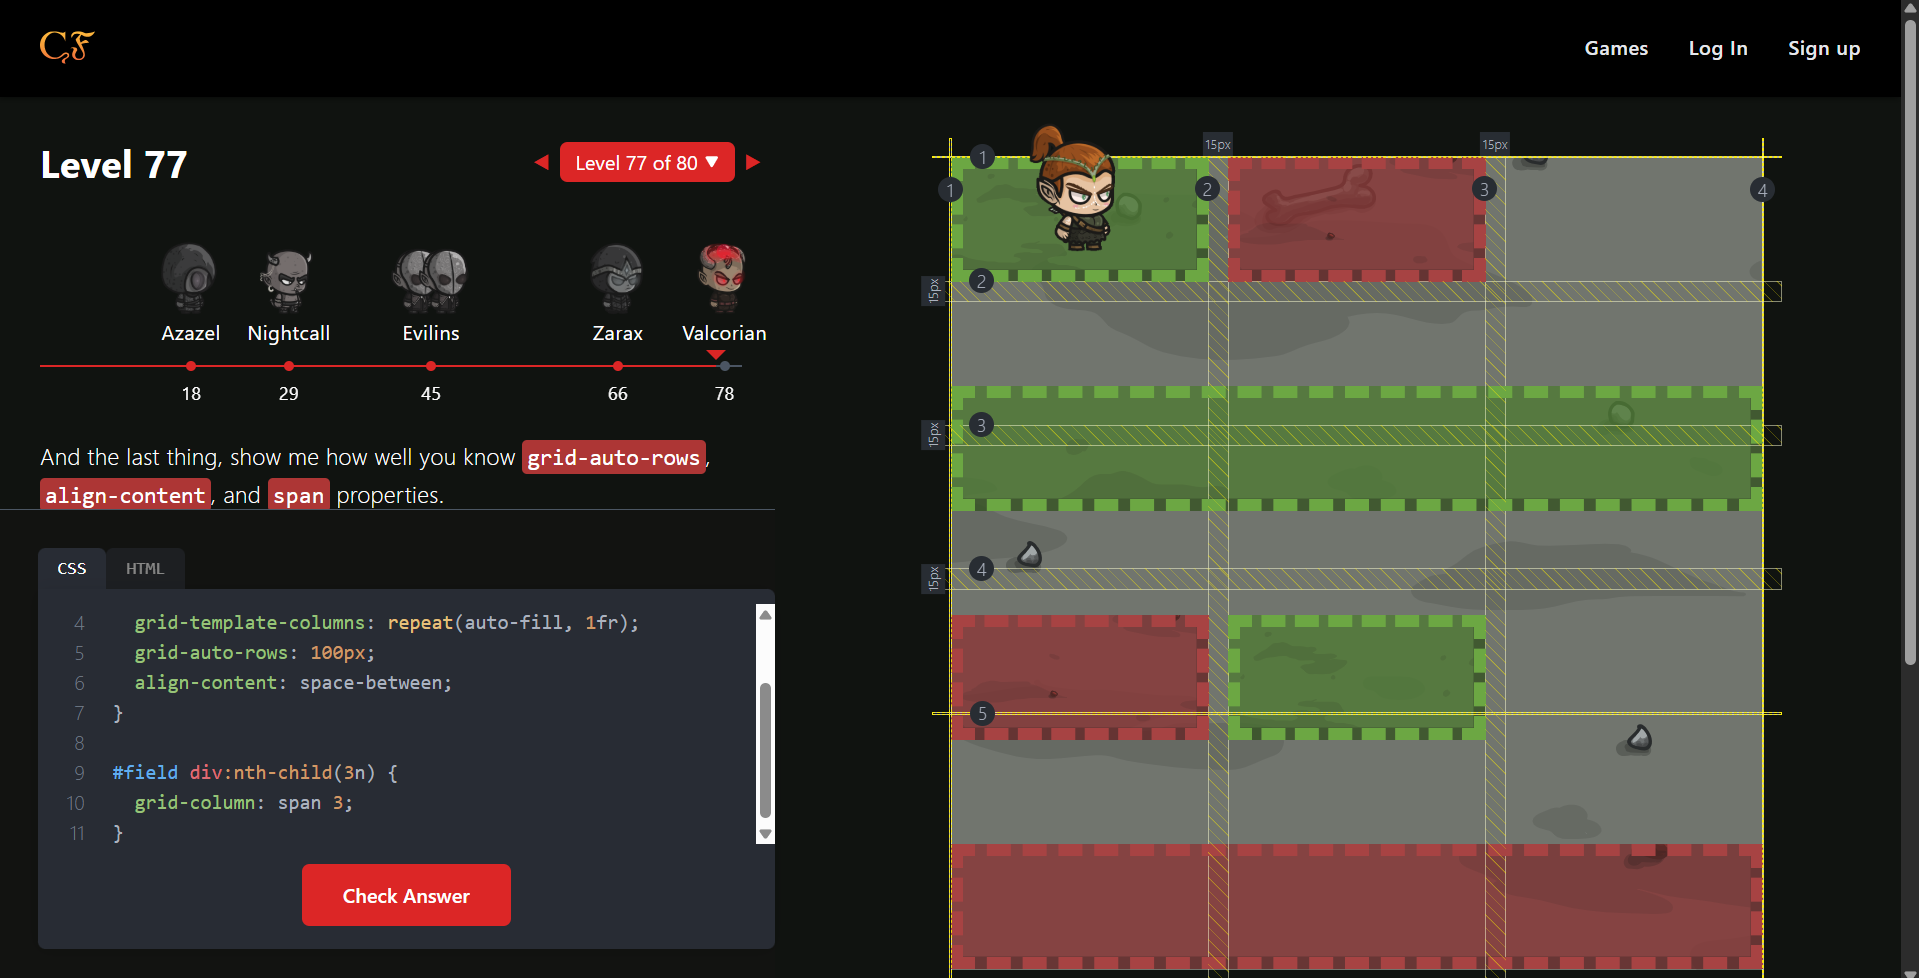 CF
Games Log In Sign up
Level 77
Level 77 of 80 ▼
Azazel Nightcall Evilins Zarax Valcorian
18 29 45 66 78
And the last thing, show me how well you know grid-auto-rows,
align-content, and span properties.
CSS HTML
4 grid-template-columns: repeat(auto-fill, 1fr);
5 grid-auto-rows: 100px;
6 align-content: space-between;
7 }
8
9 #field div:nth-child(3n) {
10 grid-column: span 3;
11 }
Check Answer
15px 15px
1
1 2 3 4
2
15px
3
15px
4
15px
5